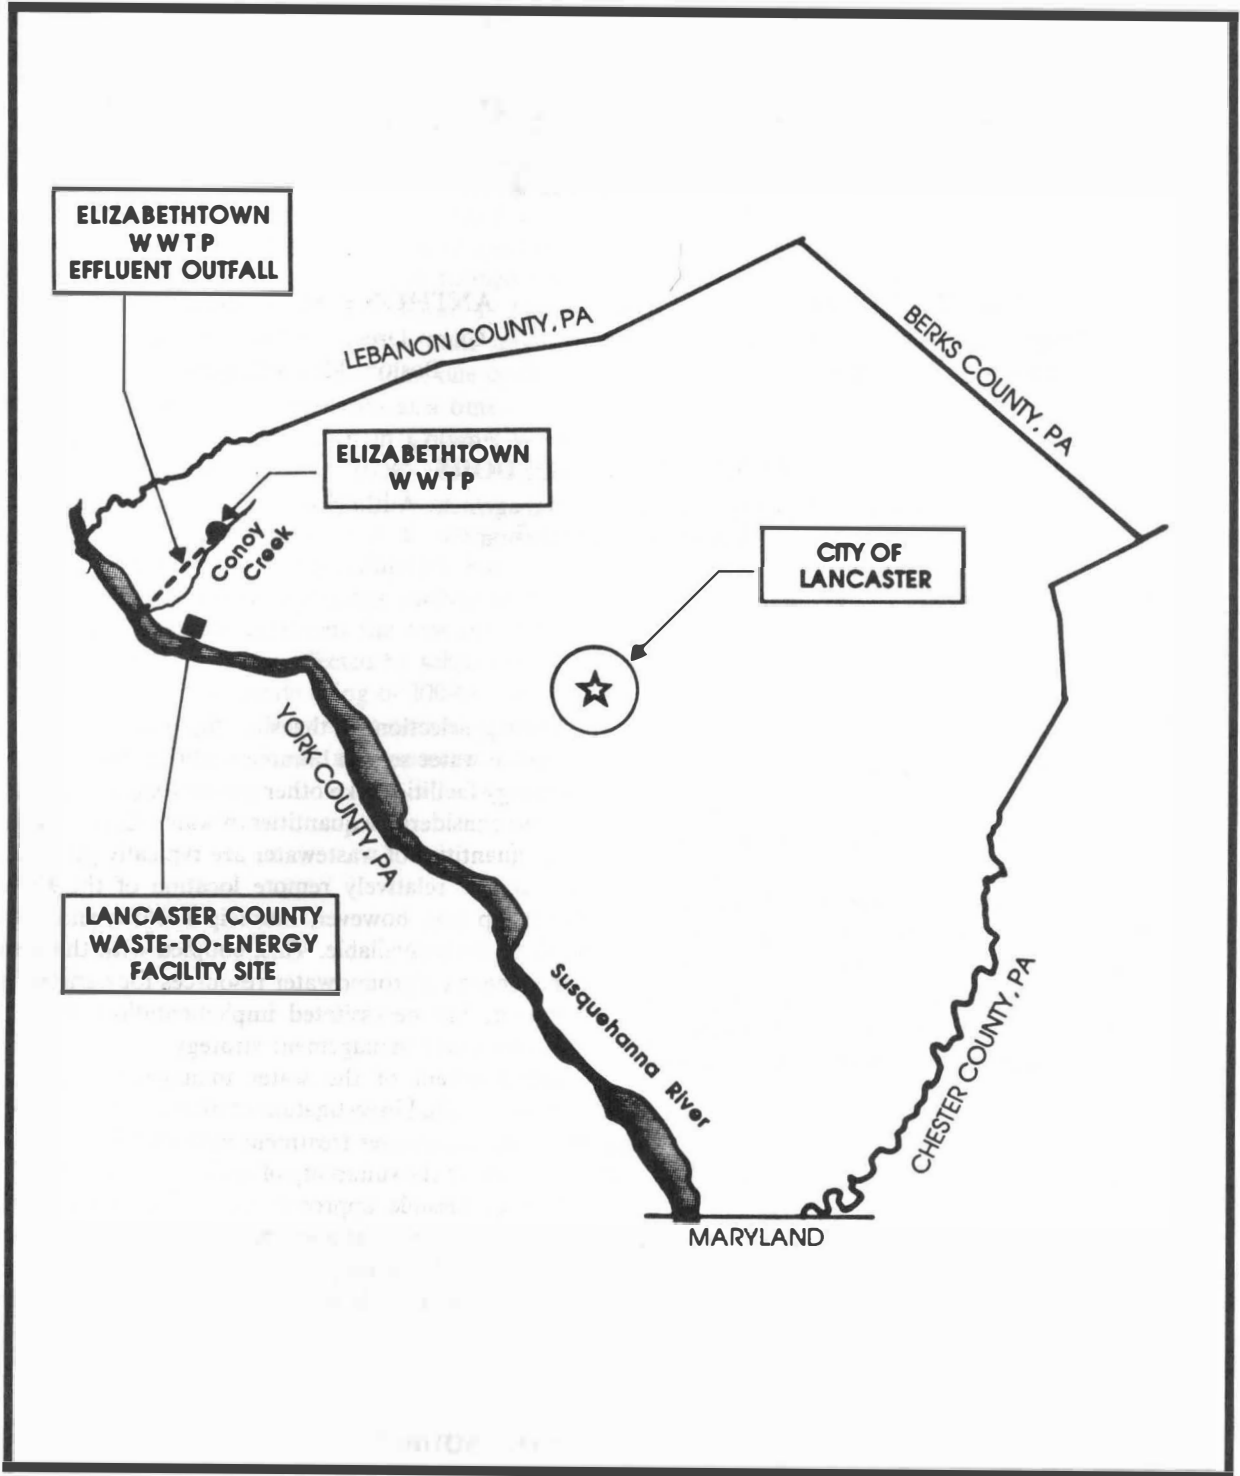 ELIZABETHTOWN
WWTP
EFFLUENT OUTFALL
LEBANON COUNTY, PA
BERKS COUNTY, PA
ELIZABETHTOWN
WWTP
Conoy
Creek
CITY OF
LANCASTER
YORK COUNTY, PA
LANCASTER COUNTY
WASTE-TO-ENERGY
FACILITY SITE
Susquehanna River
CHESTER COUNTY, PA
MARYLAND